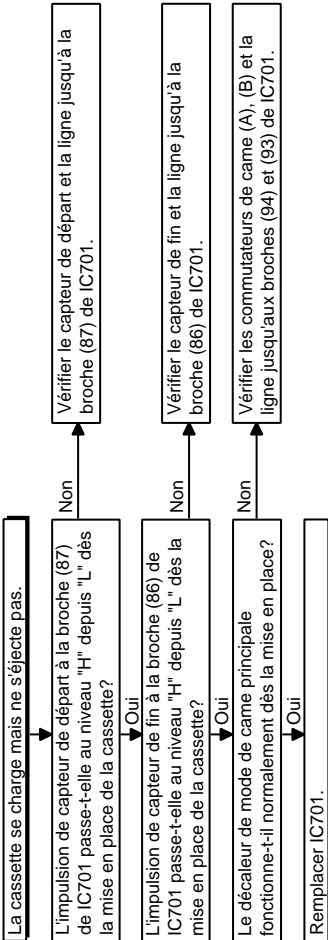 La cassette se charge mais ne s'éjecte pas.
L'impulsion de capteur de départ à la broche (87)
de IC701 passe-t-elle au niveau "H" depuis "L" dès
la mise en place de la cassette?
Non
Vérifier le capteur de départ et la ligne jusqu'à la
broche (87) de IC701.
Oui
L'impulsion de capteur de fin à la broche (86) de
IC701 passe-t-elle au niveau "H" depuis "L" dès la
mise en place de la cassette?
Non
Vérifier le capteur de fin et la ligne jusqu'à la
broche (86) de IC701.
Oui
Le décaleur de mode de came principale
fonctionne-t-il normalement dès la mise en place?
Non
Vérifier les commutateurs de came (A), (B) et la
ligne jusqu'aux broches (94) et (93) de IC701.
Oui
Remplacer IC701.